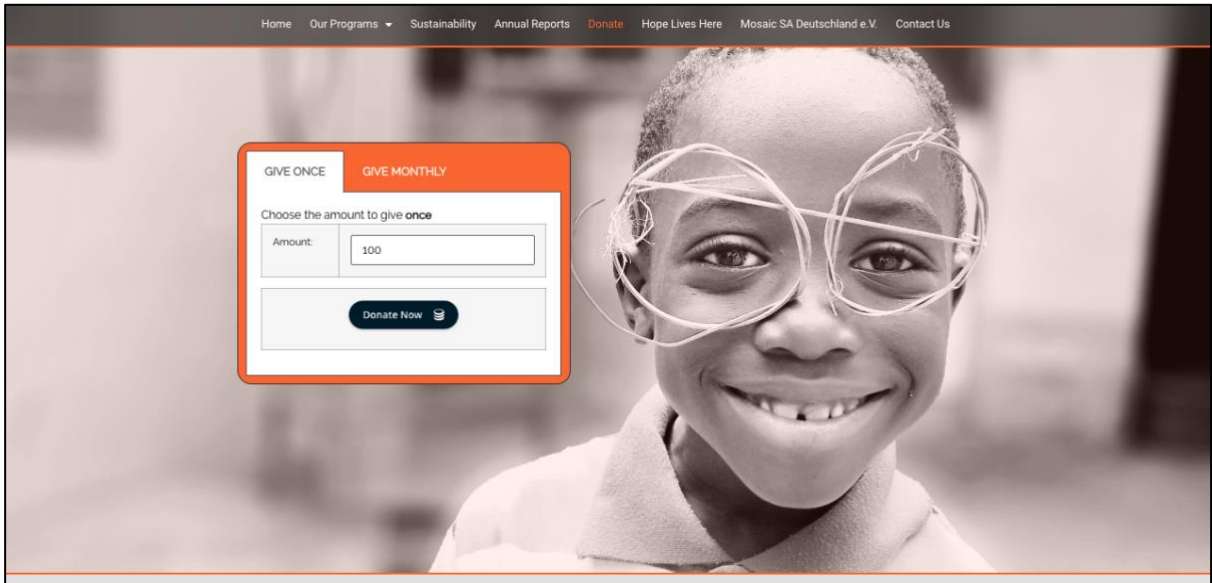 Home Our Programs Sustainability Annual Reports Donate Hope Lives Here Mosaic SA Deutschland e.V. Contact Us
GIVE ONCE GIVE MONTHLY
Choose the amount to give once
Amount: 100
Donate Now